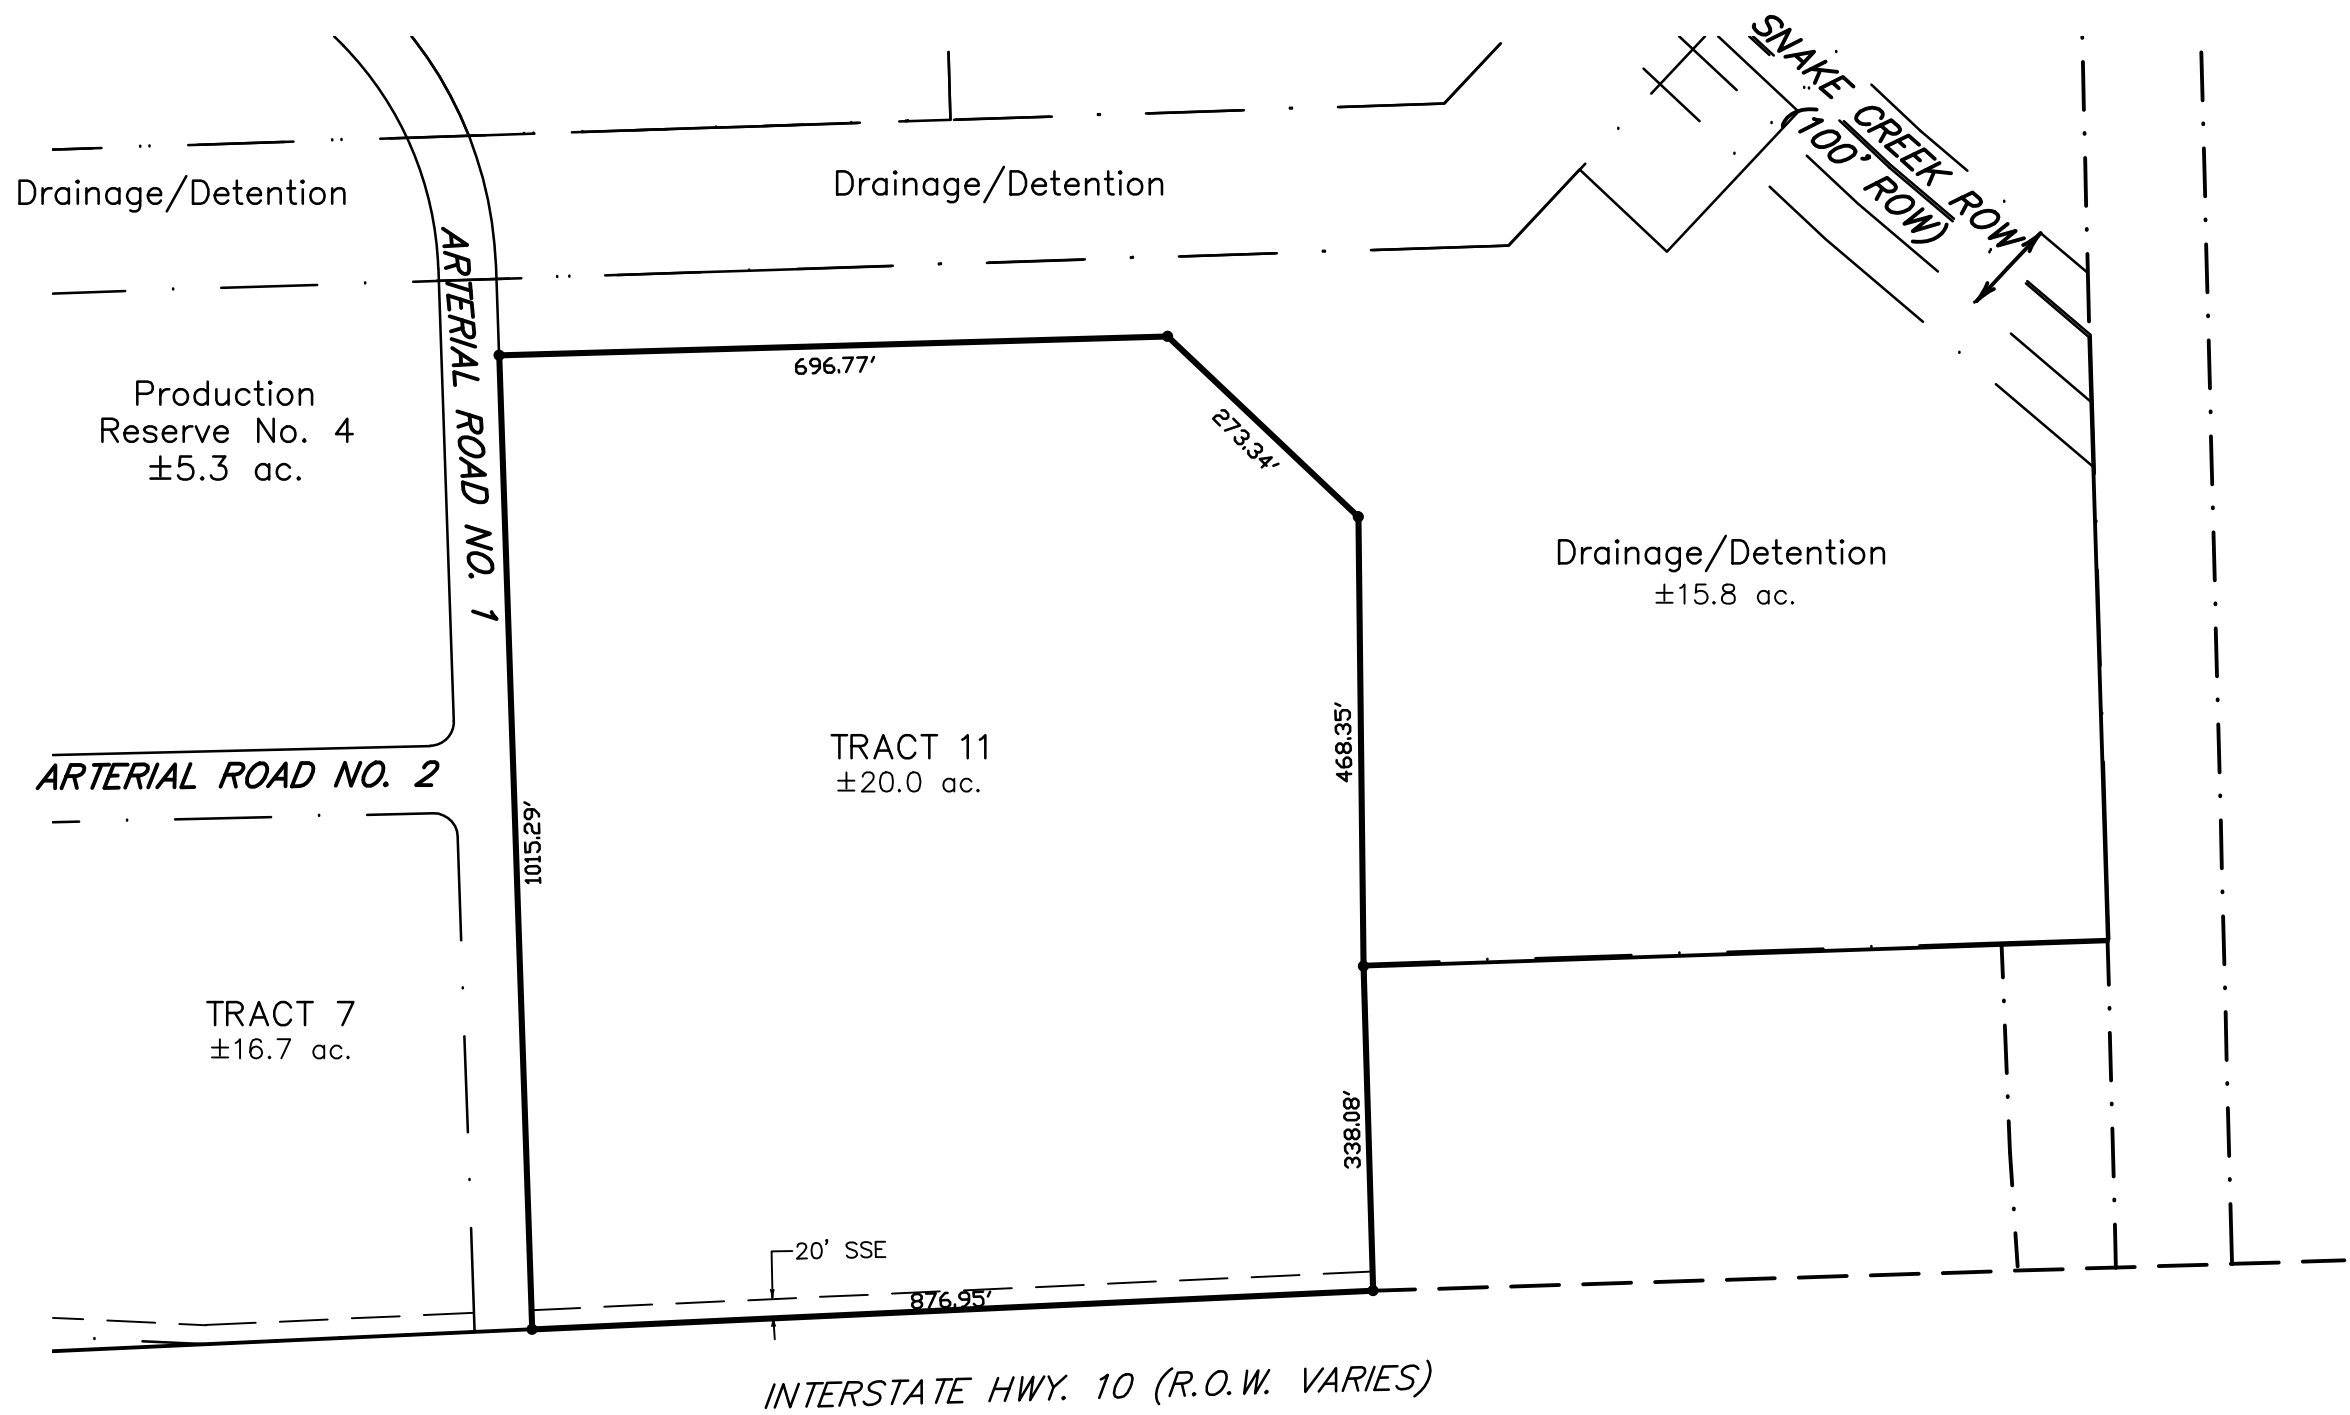 SNAKE CREEK ROW
(100' ROW)
Drainage/Detention
Drainage/Detention
ARTERIAL ROAD NO. 1
696.77'
Production
Reserve No. 4
±5.3 ac.
273.34'
Drainage/Detention
±15.8 ac.
468.35'
TRACT 11
±20.0 ac.
ARTERIAL ROAD NO. 2
1015.29'
TRACT 7
±16.7 ac.
338.08'
20' SSE
876.95'
INTERSTATE HWY. 10 (R.O.W. VARIES)